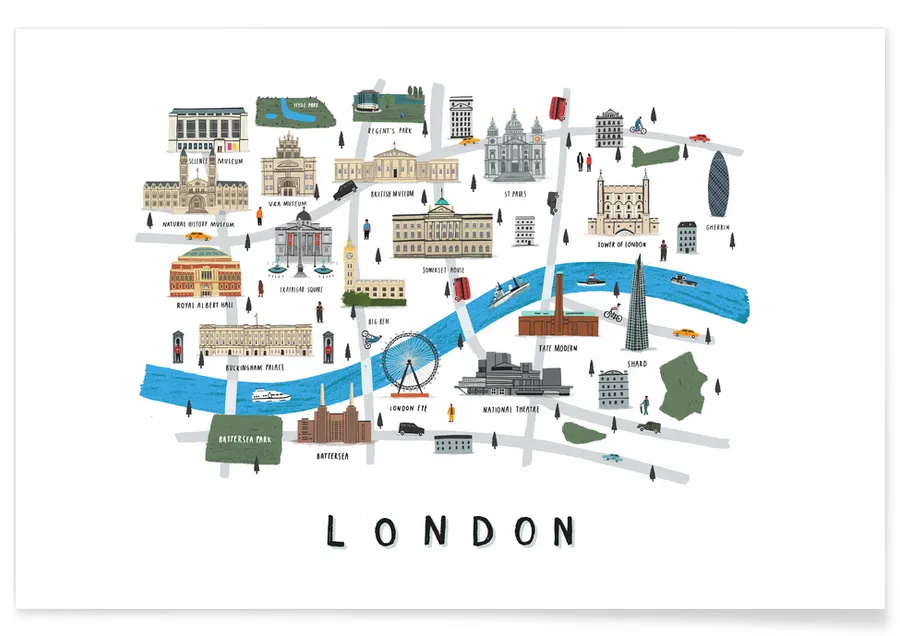 HYDE PARK
REGENT'S PARK
SCIENCE MUSEUM
BRITISH MUSEUM
ST PAULS
V&A MUSEUM
NATURAL HISTORY MUSEUM
GHERKIN
TOWER OF LONDON
SOMERSET HOUSE
TRAFALGAR SQUARE
ROYAL ALBERT HALL
BIG BEN
TATE MODERN
SHARD
BUCKINGHAM PALACE
LONDON EYE
NATIONAL THEATRE
BATTERSEA PARK
BATTERSEA
LONDON